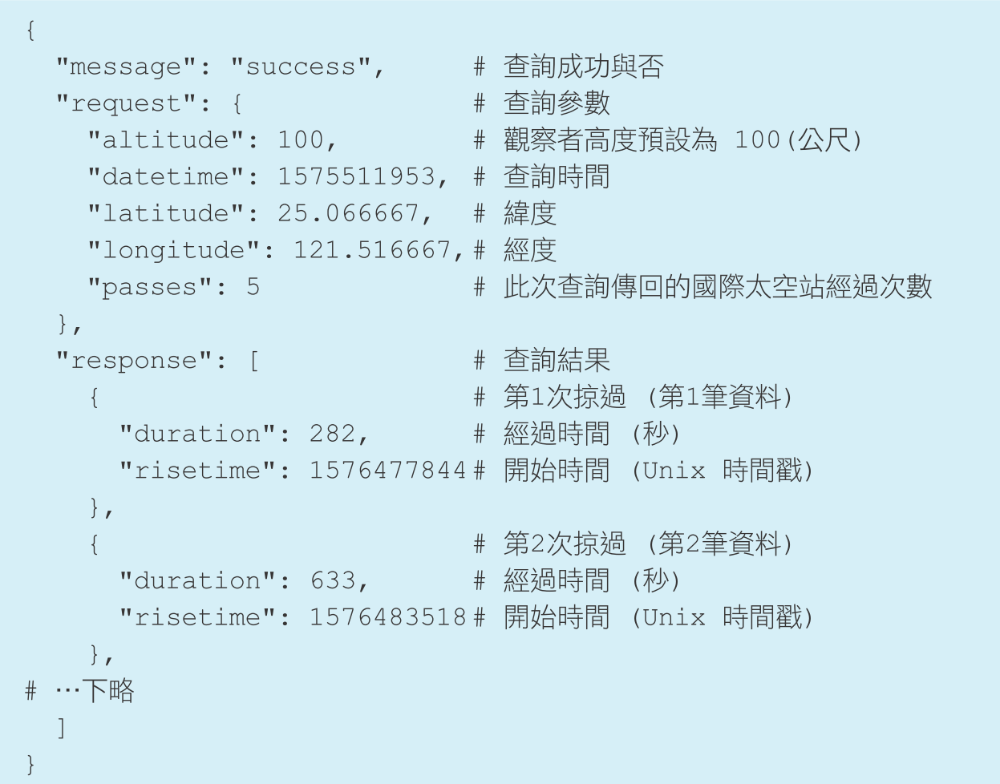 {
  "message": "success",      # 查詢成功與否
  "request": {               # 查詢參數
    "altitude": 100,         # 觀察者高度預設為 100(公尺)
    "datetime": 1575511953,  # 查詢時間
    "latitude": 25.066667,   # 緯度
    "longitude": 121.516667, # 經度
    "passes": 5              # 此次查詢傳回的國際太空站經過次數
  },
  "response": [              # 查詢結果
    {                        # 第1次掠過 (第1筆資料)
      "duration": 282,       # 經過時間 (秒)
      "risetime": 1576477844 # 開始時間 (Unix 時間戳)
    },
    {                        # 第2次掠過 (第2筆資料)
      "duration": 633,       # 經過時間 (秒)
      "risetime": 1576483518 # 開始時間 (Unix 時間戳)
    },
# …下略
  ]
}